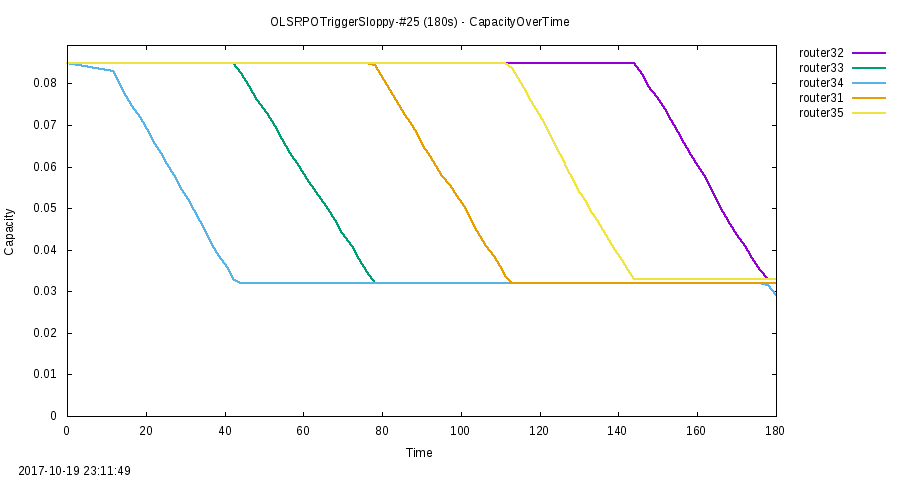 OLSRPOTriggerSloppy-#25 (180s) - CapacityOverTime
router32
router33
router34
router31
router35
0.08
0.07
0.06
0.05
0.04
0.03
0.02
0.01
0
Capacity
0 20 40 60 80 100 120 140 160 180
Time
2017-10-19 23:11:49